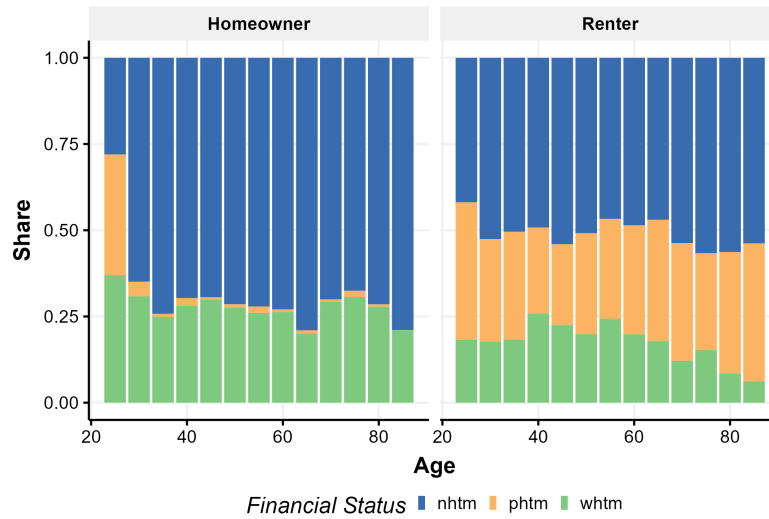 Homeowner Renter
1.00
0.75
0.50
0.25
0.00
Share
20 40 60 80 20 40 60 80
Age
Financial Status nhtm phtm whtm